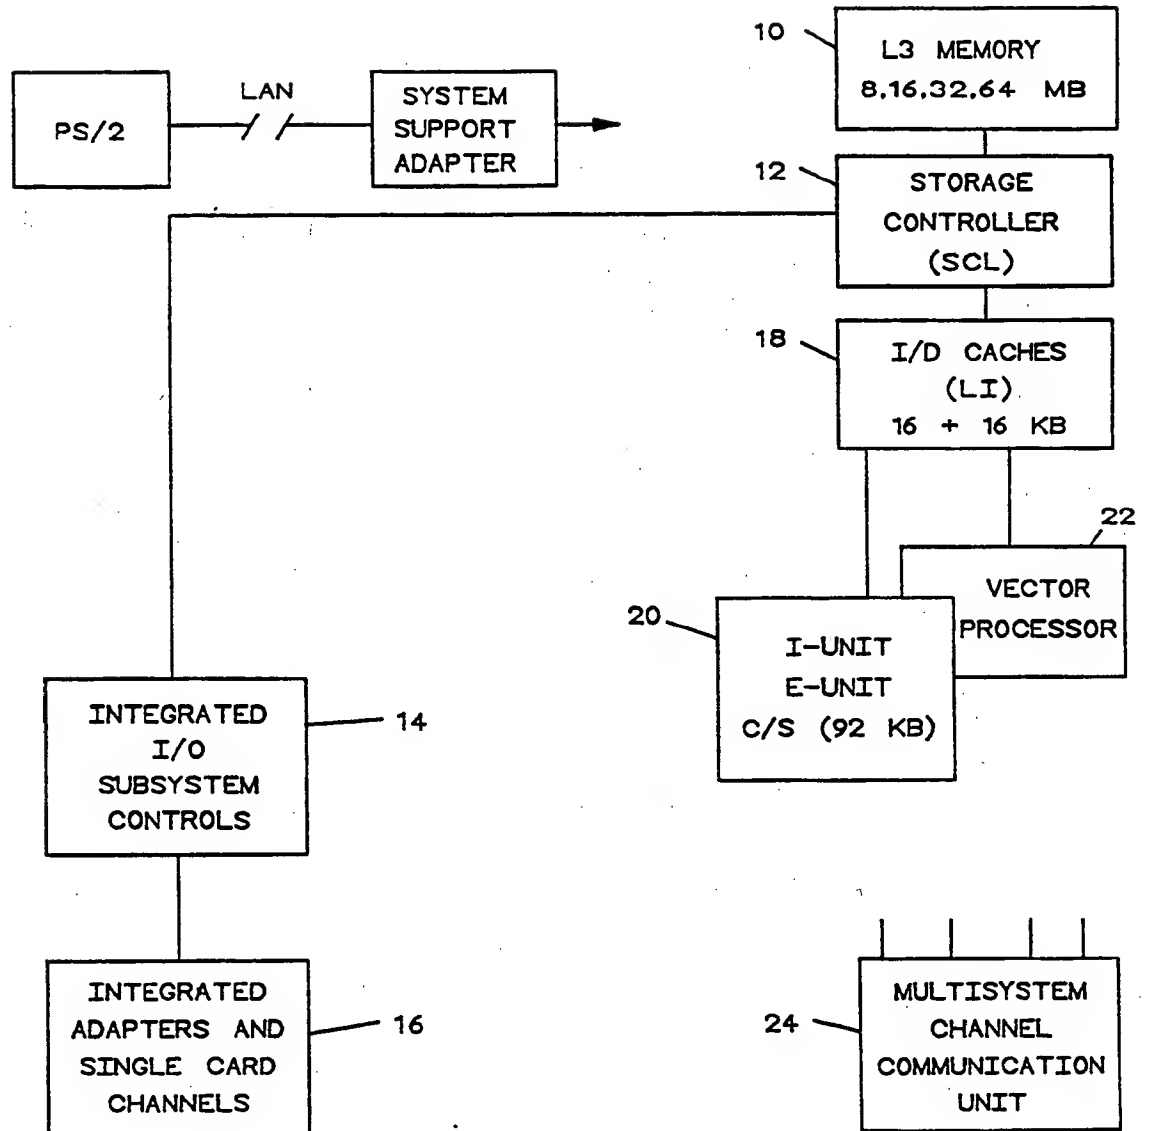 10
L3 MEMORY
8,16,32,64 MB
PS/2
LAN
SYSTEM
SUPPORT
ADAPTER
12
STORAGE
CONTROLLER
(SCL)
18
I/D CACHES
(LI)
16 + 16 KB
22
VECTOR
PROCESSOR
20
I-UNIT
E-UNIT
C/S (92 KB)
INTEGRATED
I/O
SUBSYSTEM
CONTROLS
14
INTEGRATED
ADAPTERS AND
SINGLE CARD
CHANNELS
16
24
MULTISYSTEM
CHANNEL
COMMUNICATION
UNIT